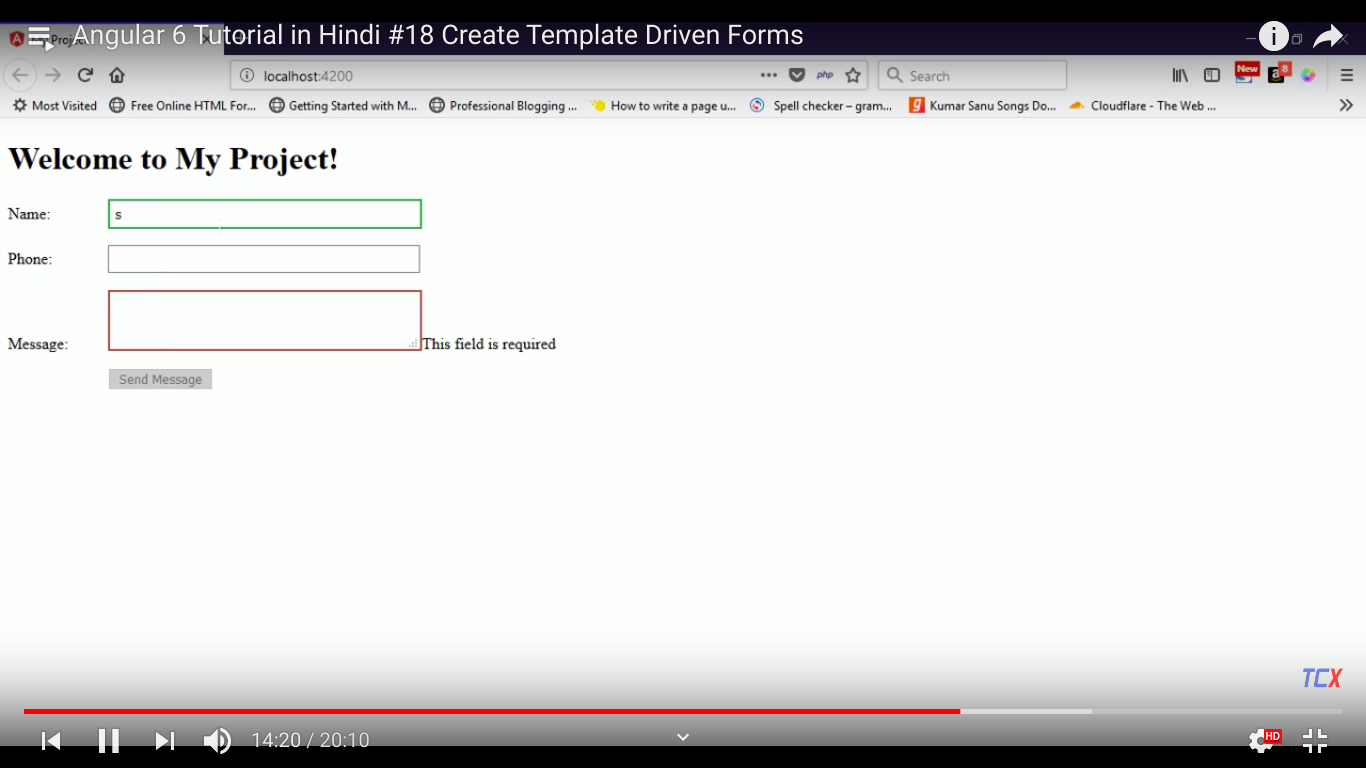 Angular 6 Tutorial in Hindi #18 Create Template Driven Forms
localhost:4200
php
Search
New
a
8
Most Visited
Free Online HTML For...
Getting Started with M...
Professional Blogging ...
How to write a page u...
Spell checker – gram...
g
Kumar Sanu Songs Do...
Cloudflare - The Web ...
Welcome to My Project!
Name:
s
Phone:
Message:
This field is required
Send Message
TCX
14:20 / 20:10
HD